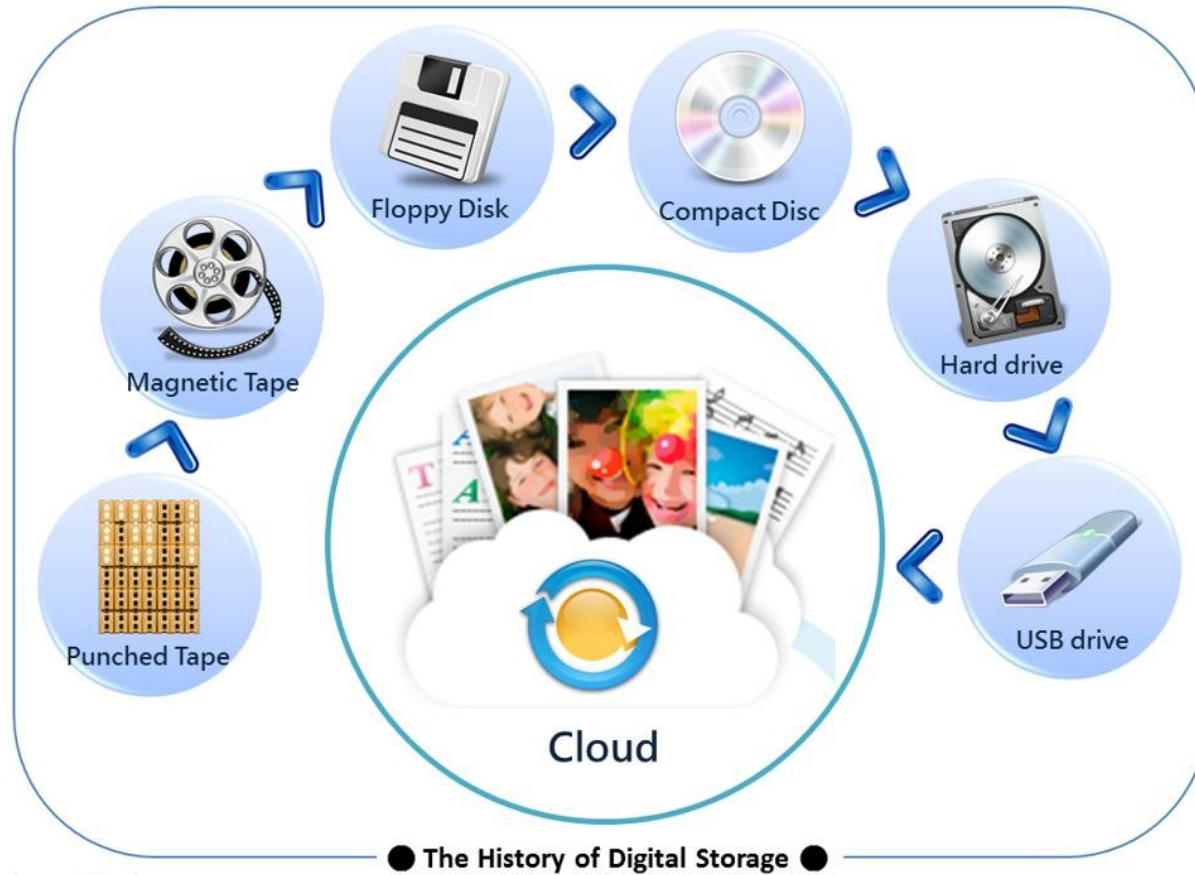 Floppy Disk
Compact Disc
Magnetic Tape
Hard drive
Punched Tape
USB drive
T
A
A
Cloud
● The History of Digital Storage ●